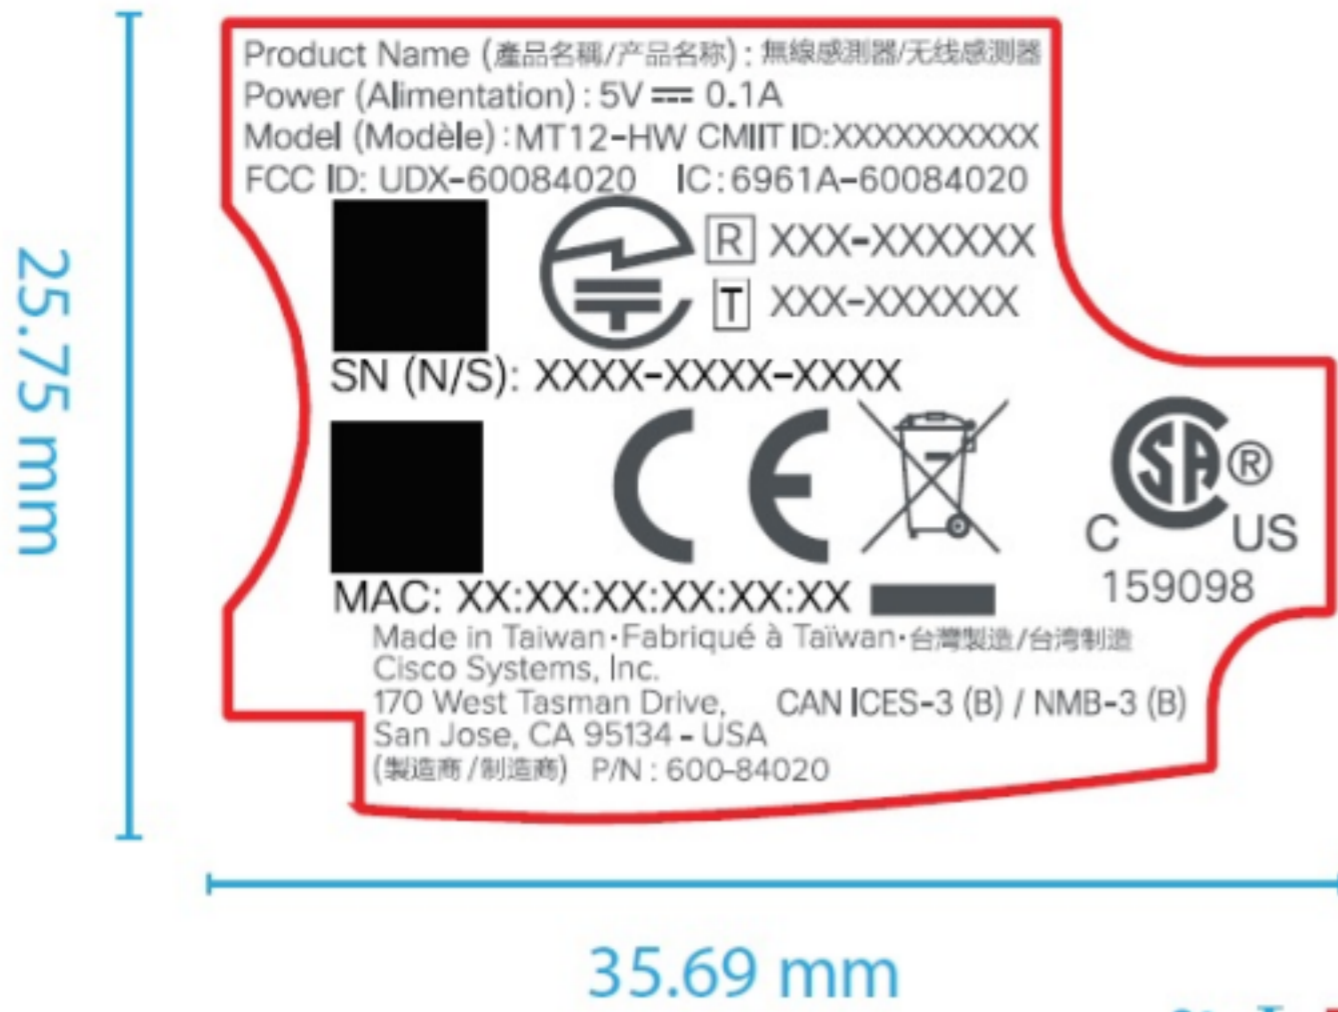 Product Name (產品名稱/产品名称) : 無線感測器/无线感测器
Power (Alimentation) : 5V ⎓ 0.1A
Model (Modèle) : MT12-HW CMIIT ID:XXXXXXXXXX
FCC ID: UDX-60084020 IC: 6961A-60084020
R XXX-XXXXXX
T XXX-XXXXXX
SN (N/S): XXXX-XXXX-XXXX
CE
CSA®
C US
159098
MAC: XX:XX:XX:XX:XX:XX
Made in Taiwan·Fabriqué à Taïwan·台灣製造/台湾制造
Cisco Systems, Inc.
170 West Tasman Drive, CAN ICES-3 (B) / NMB-3 (B)
San Jose, CA 95134 - USA
(製造商/制造商) P/N : 600-84020
25.75 mm
35.69 mm